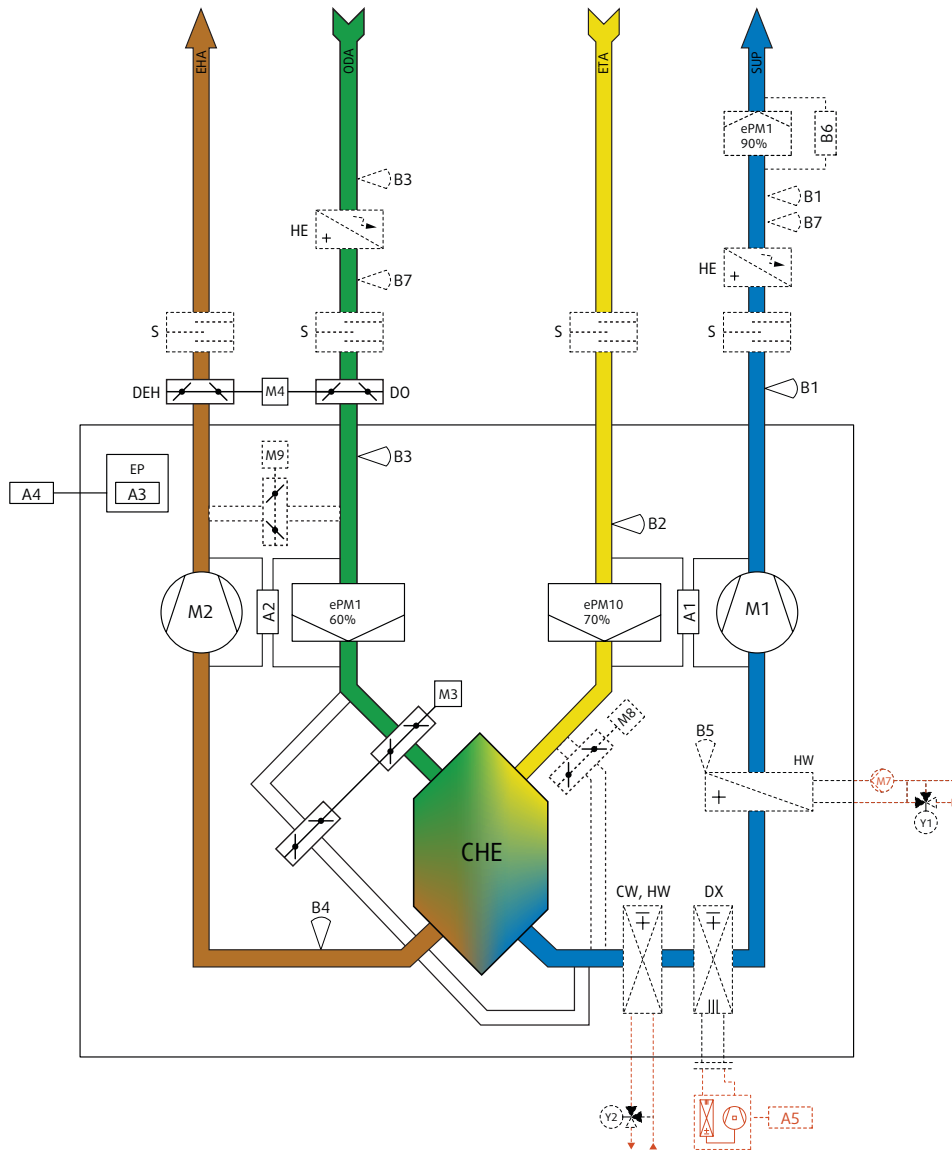 EHA
ODA
ETA
SUP
ePM1
90%
B6
B3
B1
B7
HE
HE
B7
S
S
S
S
DEH
M4
DO
B1
M9
B3
EP
A3
A4
B2
M2
A2
ePM1
60%
ePM10
70%
A1
M1
M3
M8
B5
HW
M7
Y1
CHE
CW, HW
DX
B4
Y2
A5